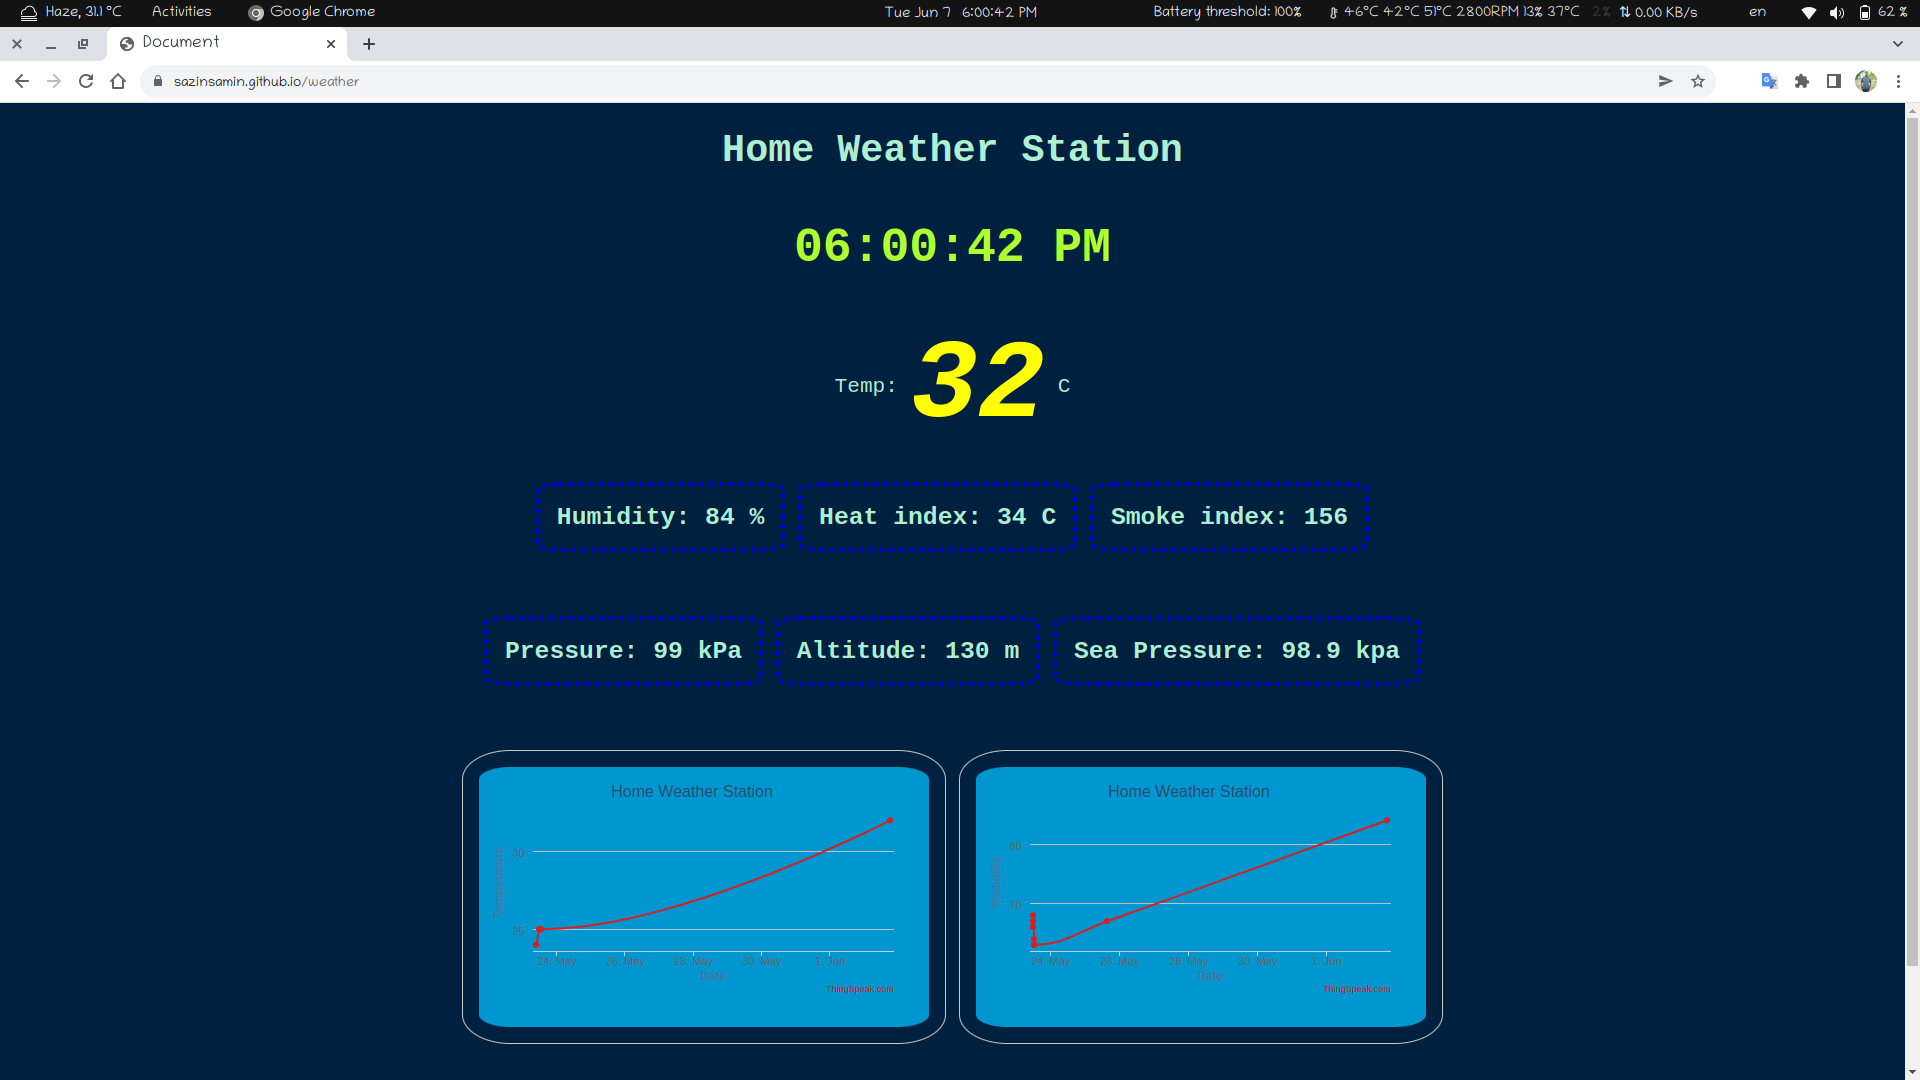 Haze, 31.1 °C Activities Google Chrome Tue Jun 7 6:00:42 PM Battery threshold: 100% 46°C 42°C 51°C 2800RPM 13% 37°C 2% 0.00 KB/s en 62 %
Document
sazinsamin.github.io/weather
Home Weather Station
06:00:42 PM
Temp: 32 C
Humidity: 84 % Heat index: 34 C Smoke index: 156
Pressure: 99 kPa Altitude: 130 m Sea Pressure: 98.9 kpa
Home Weather Station
Temperature
30
25
24. May 26. May 28. May 30. May 1. Jun
Date
ThingSpeak.com
Home Weather Station
Humidity
80
70
24. May 26. May 28. May 30. May 1. Jun
Date
ThingSpeak.com